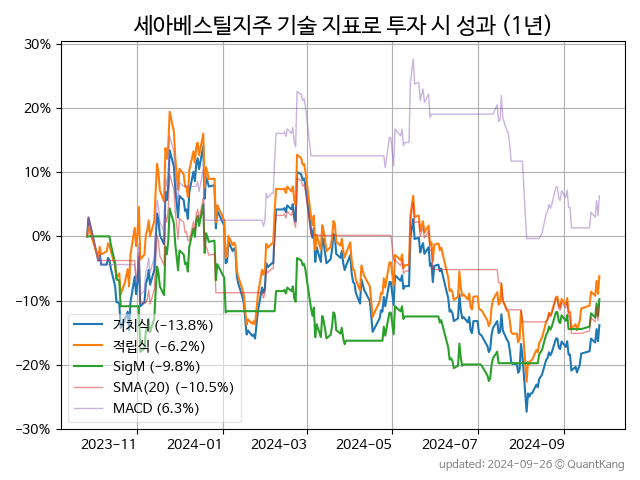 세아베스틸지주 기술 지표로 투자 시 성과 (1년)
30%
20%
10%
0%
−10%
−20%
−30%
거치식 (−13.8%)
적립식 (−6.2%)
SigM (−9.8%)
SMA(20) (−10.5%)
MACD (6.3%)
2023-11
2024-01
2024-03
2024-05
2024-07
2024-09
updated: 2024-09-26 © QuantKang